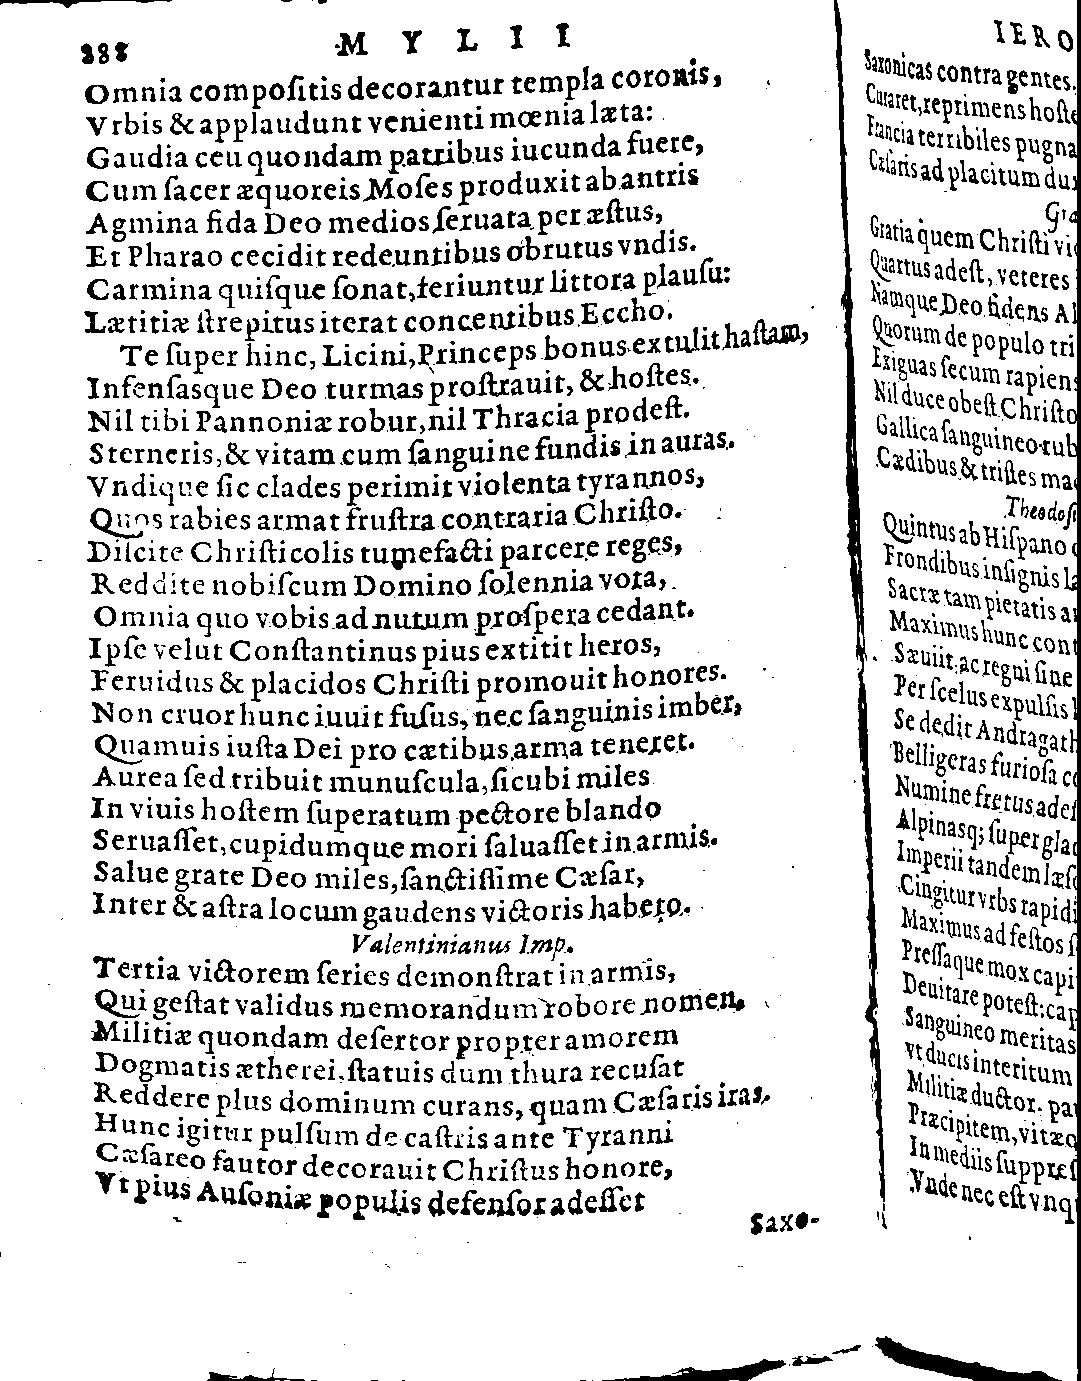 288 MYLII
Omnia compoſitis decorantur templa coronis,
Vrbis & applaudunt venienti mœnia læta:
Gaudia ceu quondam patribus iucunda fuere,
Cum ſacer æquoreis Moſes produxit ab antris
Agmina fida Deo medios ſeruata per æſtus,
Et Pharao cecidit redeuntibus obrutus vndis.
Carmina quiſque ſonat, feriuntur littora plauſu:
Lætitiæ ſtrepitus iterat concentibus Eccho.
Te ſuper hinc, Licini, Princeps bonus extulit haſtam,
Infenſasque Deo turmas proſtrauit, & hoſtes.
Nil tibi Pannoniæ robur, nil Thracia prodeſt.
Sterneris, & vitam cum ſanguine fundis in auras.
Vndique ſic clades perimit violenta tyrannos,
Quos rabies armat fruſtra contraria Chriſto.
Diſcite Chriſticolis tumefacti parcere reges,
Reddite nobiſcum Domino ſolennia vota,
Omnia quo vobis ad nutum proſpera cedant.
Ipſe velut Conſtantinus pius extitit heros,
Feruidus & placidos Chriſti promouit honores.
Non cruor hunc iuuit fuſus, nec ſanguinis imber,
Quamuis iuſta Dei pro cætibus arma teneret.
Aurea ſed tribuit munuſcula, ſicubi miles
In viuis hoſtem ſuperatum pectore blando
Seruaſſet, cupidumque mori ſaluaſſet in armis.
Salue grate Deo miles, ſanctiſſime Cæſar,
Inter & aſtra locum gaudens victoris habeto.
Valentinianus Imp.
Tertia victorem ſeries demonſtrat in armis,
Qui geſtat validus memorandum robore nomen,
Militiæ quondam deſertor propter amorem
Dogmatis ætherei, ſtatuis dum thura recuſat
Reddere plus dominum curans, quam Cæſaris iras.
Hunc igitur pulſum de caſtris ante Tyranni
Cæſareo fautor decorauit Chriſtus honore,
Vt pius Auſoniæ populis defenſor adeſſet
Saxo-
IERO
Saxonicas contra gentes.
Curaret, reprimens hoſte
Francia terribiles pugna
Cæſaris ad placitum du
Gra
Gratia quem Chriſti vi
Quartus adeſt, veteres
Namque Deo fidens Al
Quorum de populo tri
Exiguas ſecum rapiens
Nil duce obeſt Chriſto
Gallica ſanguineo rub
Cædibus & triſtes ma
Theodoſ
Quintus ab Hiſpano
Frondibus inſignis la
Sacræ tam pietatis a
Maximus hunc cont
Sæuiit, ac regni ſine
Per ſcelus expulſis
Se dedit Andragath
Belligeras furioſa c
Numine fretus adeſ
Alpinasq; ſuper glac
Imperii tandem læſ
Cingitur vrbs rapidi
Maximus ad feſtos ſ
Preſſaque mox capi
Deuitare poteſt: cap
Sanguineo meritas
Vt ducis interitum
Militiæ ductor. pa
Præcipitem, vitæq
In mediis ſuppreſ
Vnde nec eſt vnq